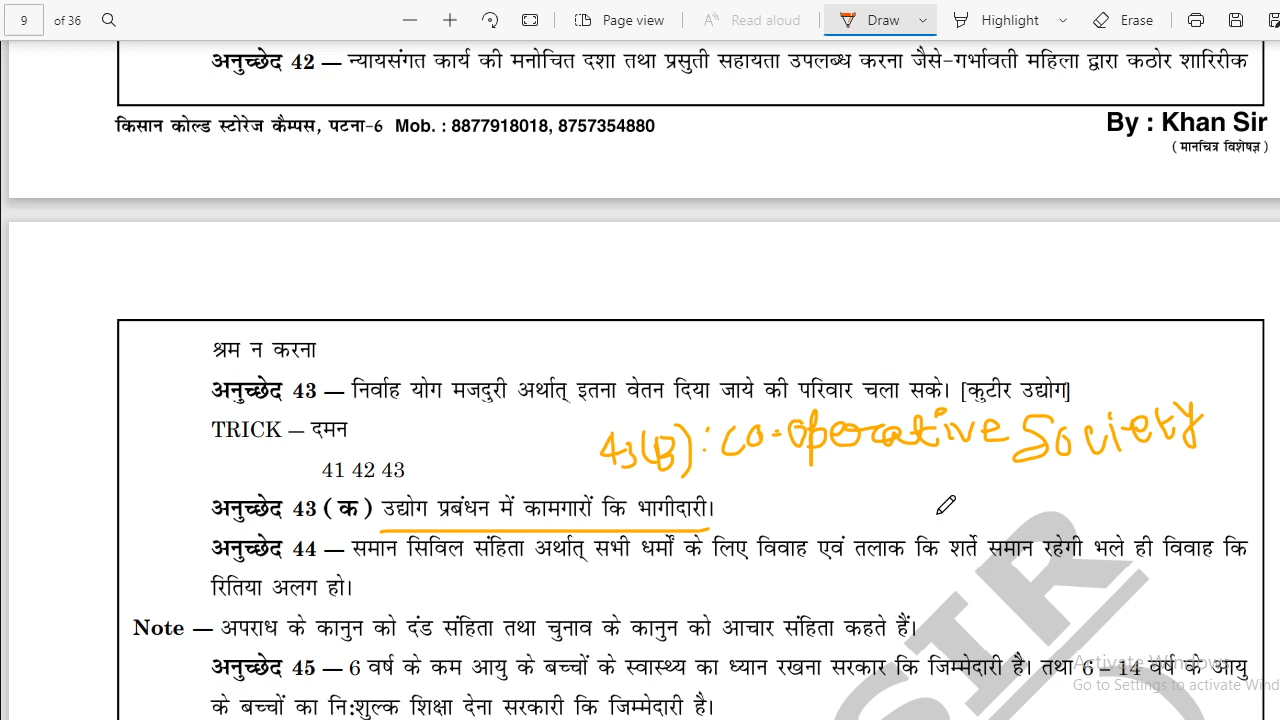 9 of 36 Page view Read aloud Draw Highlight Erase
अनुच्छेद 42 — न्यायसंगत कार्य की मनोचित दशा तथा प्रसुती सहायता उपलब्ध करना जैसे-गर्भावती महिला द्वारा कठोर शारिरीक
किसान कोल्ड स्टोरेज कैम्पस, पटना-6 Mob. : 8877918018, 8757354880
By : Khan Sir
(मानचित्र विशेषज्ञ)
श्रम न करना
अनुच्छेद 43 — निर्वाह योग मजदुरी अर्थात् इतना वेतन दिया जाये की परिवार चला सके। [कुटीर उद्योग]
TRICK — दमन
43(B): co-operative Society
41 42 43
अनुच्छेद 43 (क) उद्योग प्रबंधन में कामगारों कि भागीदारी।
अनुच्छेद 44 — समान सिविल संहिता अर्थात् सभी धर्मों के लिए विवाह एवं तलाक कि शर्ते समान रहेगी भले ही विवाह कि
रितिया अलग हो।
Note — अपराध के कानुन को दंड संहिता तथा चुनाव के कानुन को आचार संहिता कहते हैं।
अनुच्छेद 45 — 6 वर्ष के कम आयु के बच्चों के स्वास्थ्य का ध्यान रखना सरकार कि जिम्मेदारी है। तथा 6 – 14 वर्ष के आयु
के बच्चों का नि:शुल्क शिक्षा देना सरकारी कि जिम्मेदारी है।
SIR
Activate Windows
Go to Settings to activate Wind